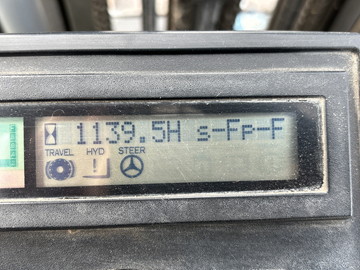 1139.5H s-Fp-F
TRAVEL HYD STEER